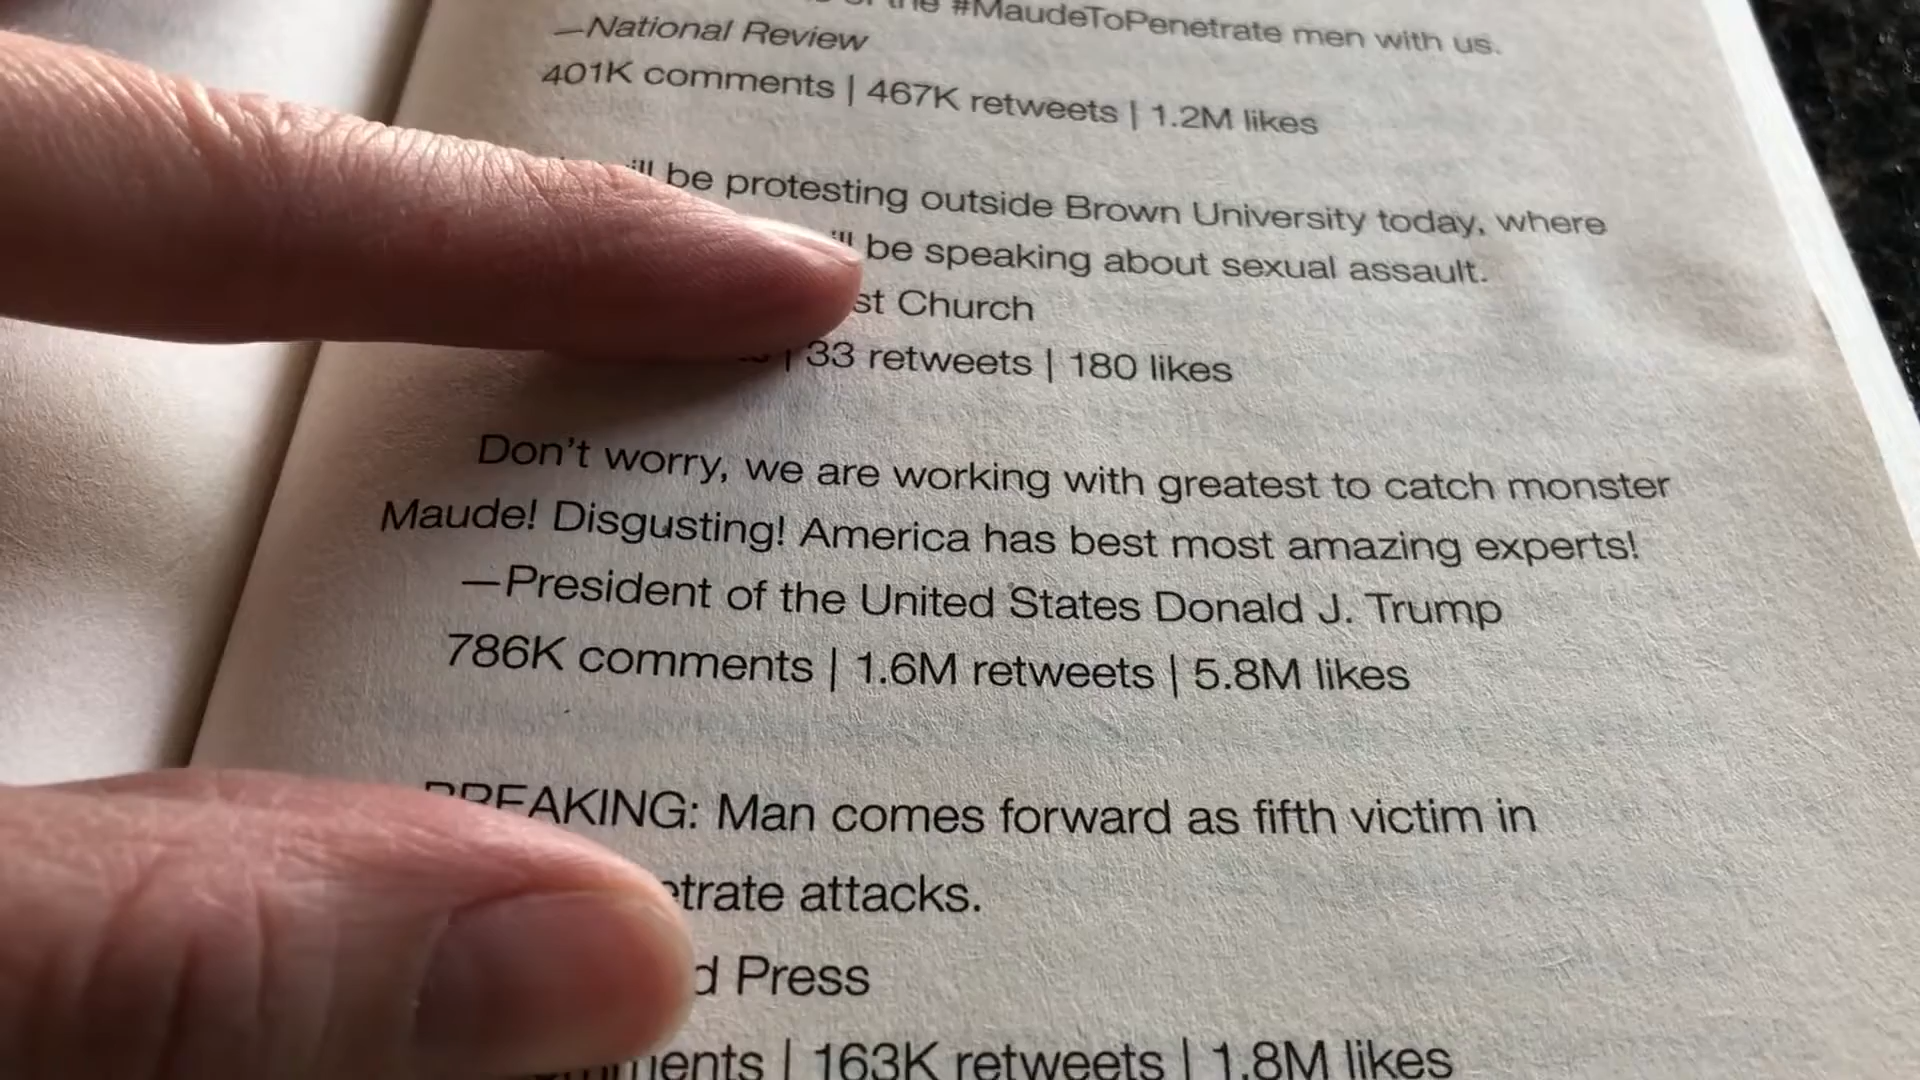 the #MaudeToPenetrate men with us.
—National Review
401K comments | 467K retweets | 1.2M likes
be protesting outside Brown University today, where
be speaking about sexual assault.
Church
| 33 retweets | 180 likes
Don't worry, we are working with greatest to catch monster
Maude! Disgusting! America has best most amazing experts!
—President of the United States Donald J. Trump
786K comments | 1.6M retweets | 5.8M likes
BREAKING: Man comes forward as fifth victim in
attacks.
Press
| 163K retweets | 1.8M likes